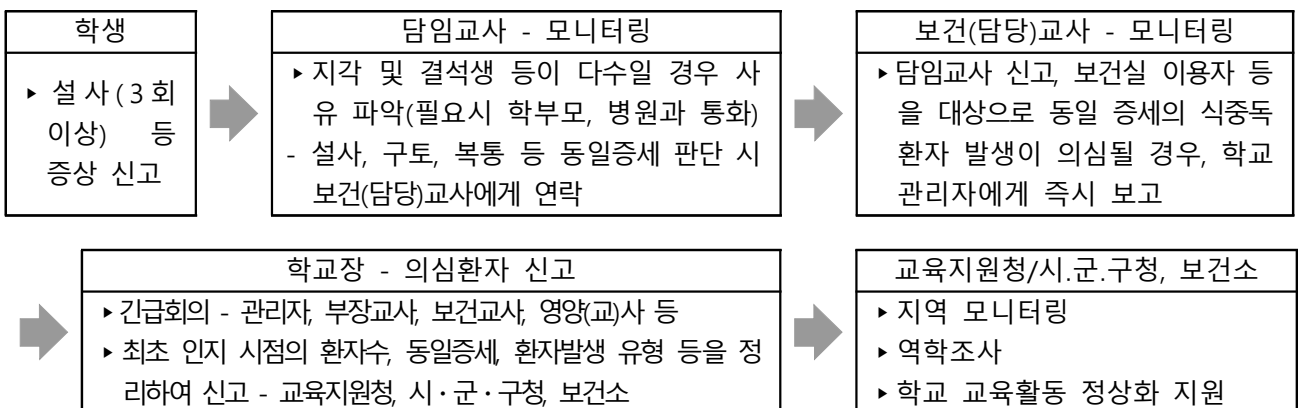 학생
▸ 설 사 ( 3 회
이상) 등
증상 신고
담임교사 - 모니터링
▸ 지각 및 결석생 등이 다수일 경우 사
유 파악(필요시 학부모, 병원과 통화)
- 설사, 구토, 복통 등 동일증세 판단 시
보건(담당)교사에게 연락
보건(담당)교사 - 모니터링
▸ 담임교사 신고, 보건실 이용자 등
을 대상으로 동일 증세의 식중독
환자 발생이 의심될 경우, 학교
관리자에게 즉시 보고
학교장 - 의심환자 신고
▸ 긴급회의 - 관리자, 부장교사, 보건교사, 영양(교)사 등
▸ 최초 인지 시점의 환자수, 동일증세, 환자발생 유형 등을 정
리하여 신고 - 교육지원청, 시・군・구청, 보건소
교육지원청/시.군.구청, 보건소
▸ 지역 모니터링
▸ 역학조사
▸ 학교 교육활동 정상화 지원